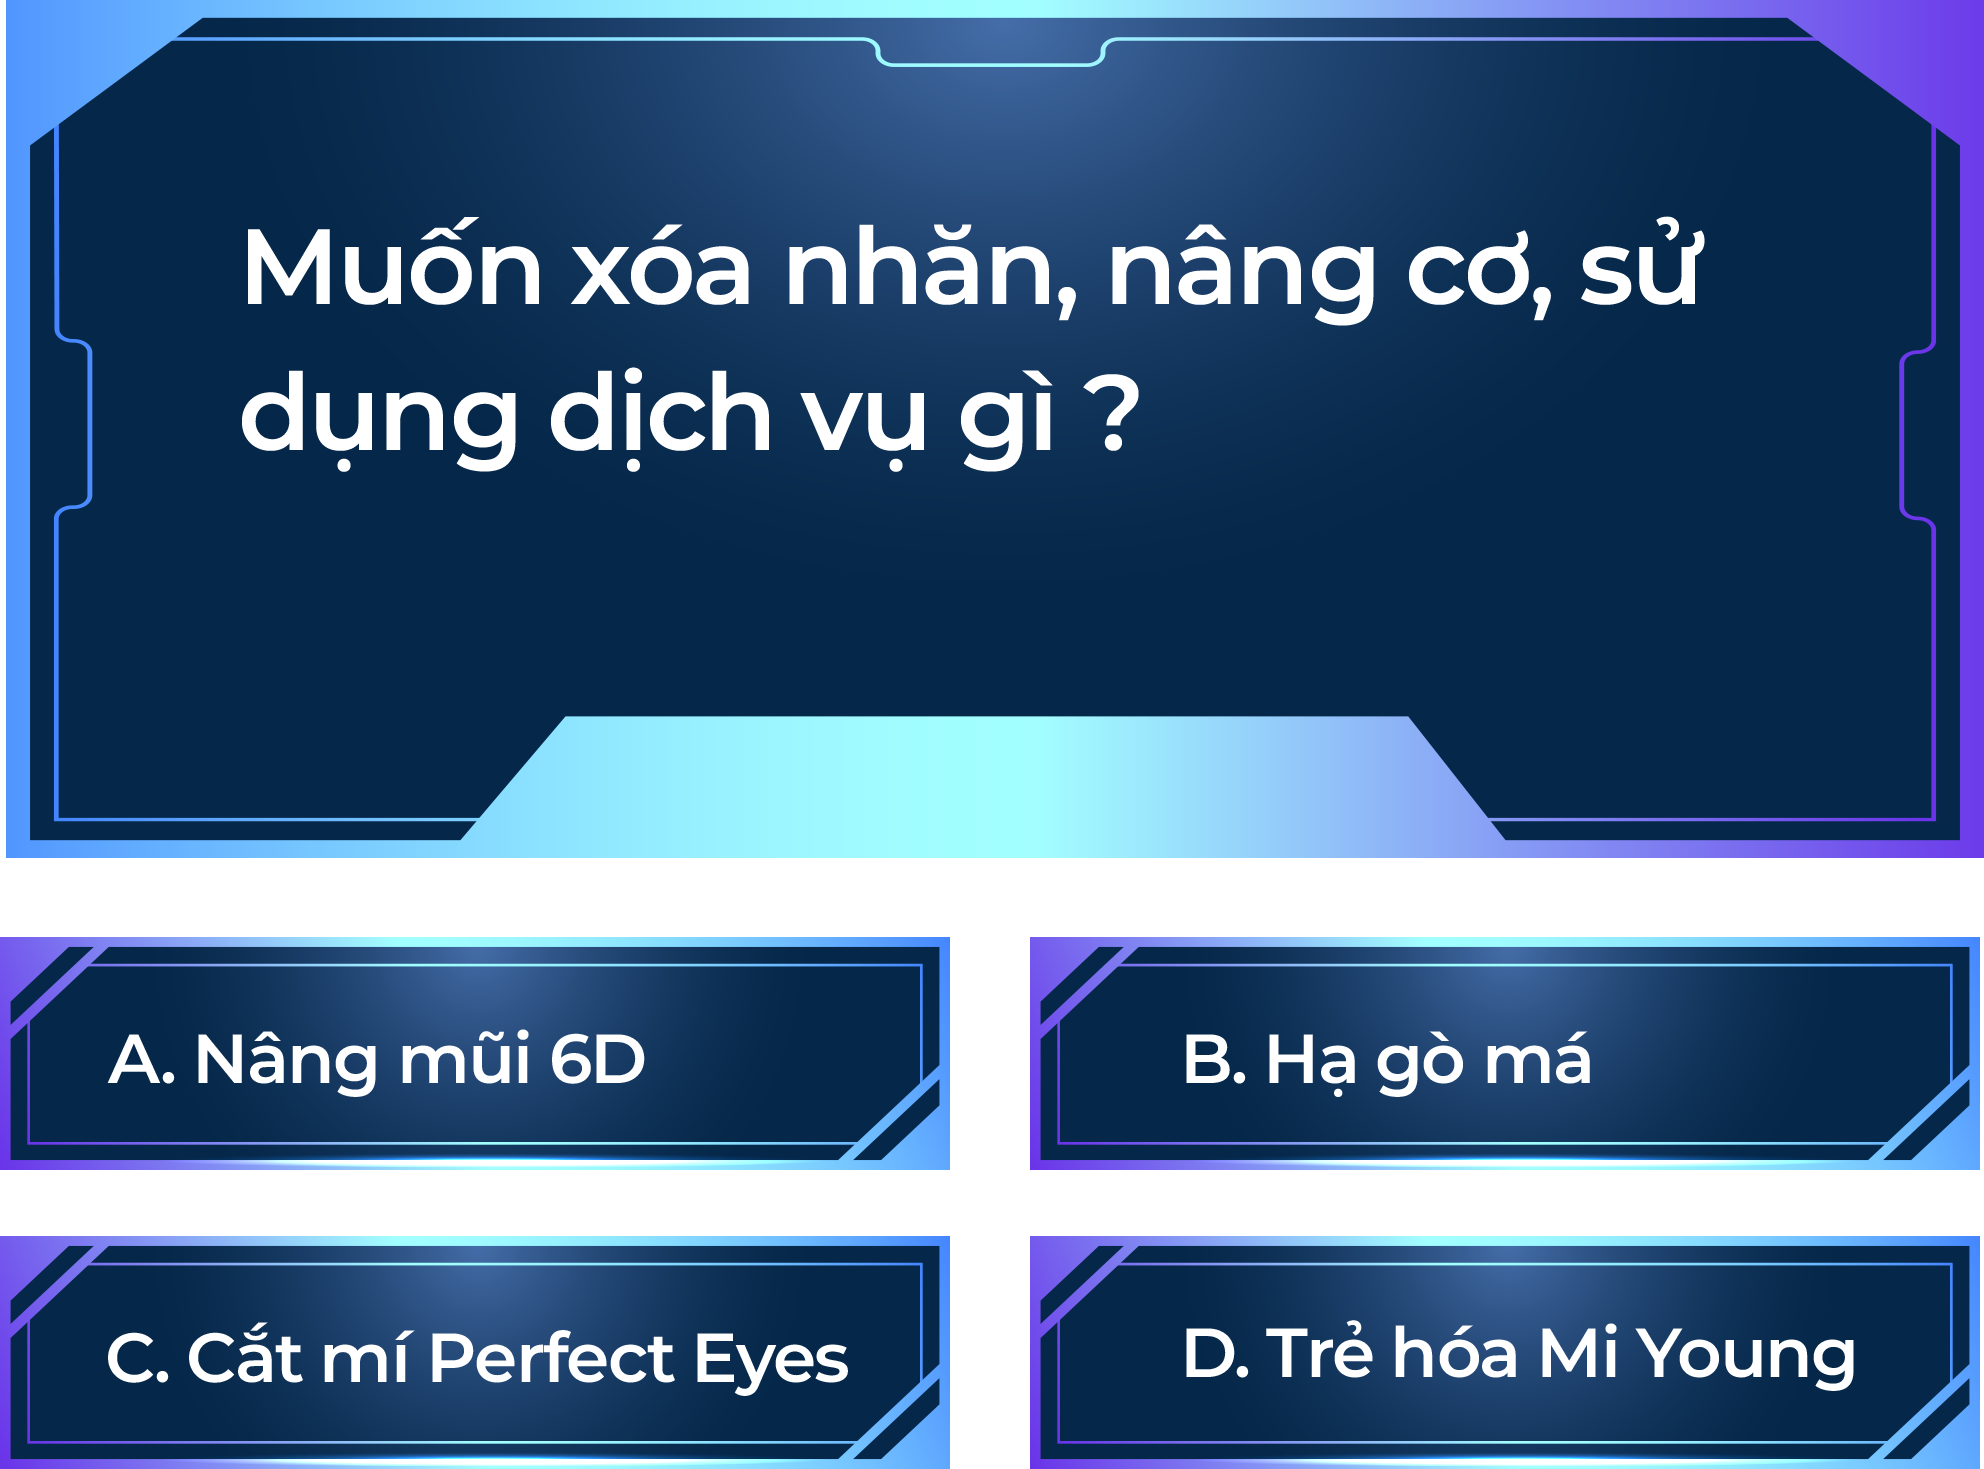 Muốn xóa nhăn, nâng cơ, sử
dụng dịch vụ gì ?
A. Nâng mũi 6D
B. Hạ gò má
C. Cắt mí Perfect Eyes
D. Trẻ hóa Mi Young